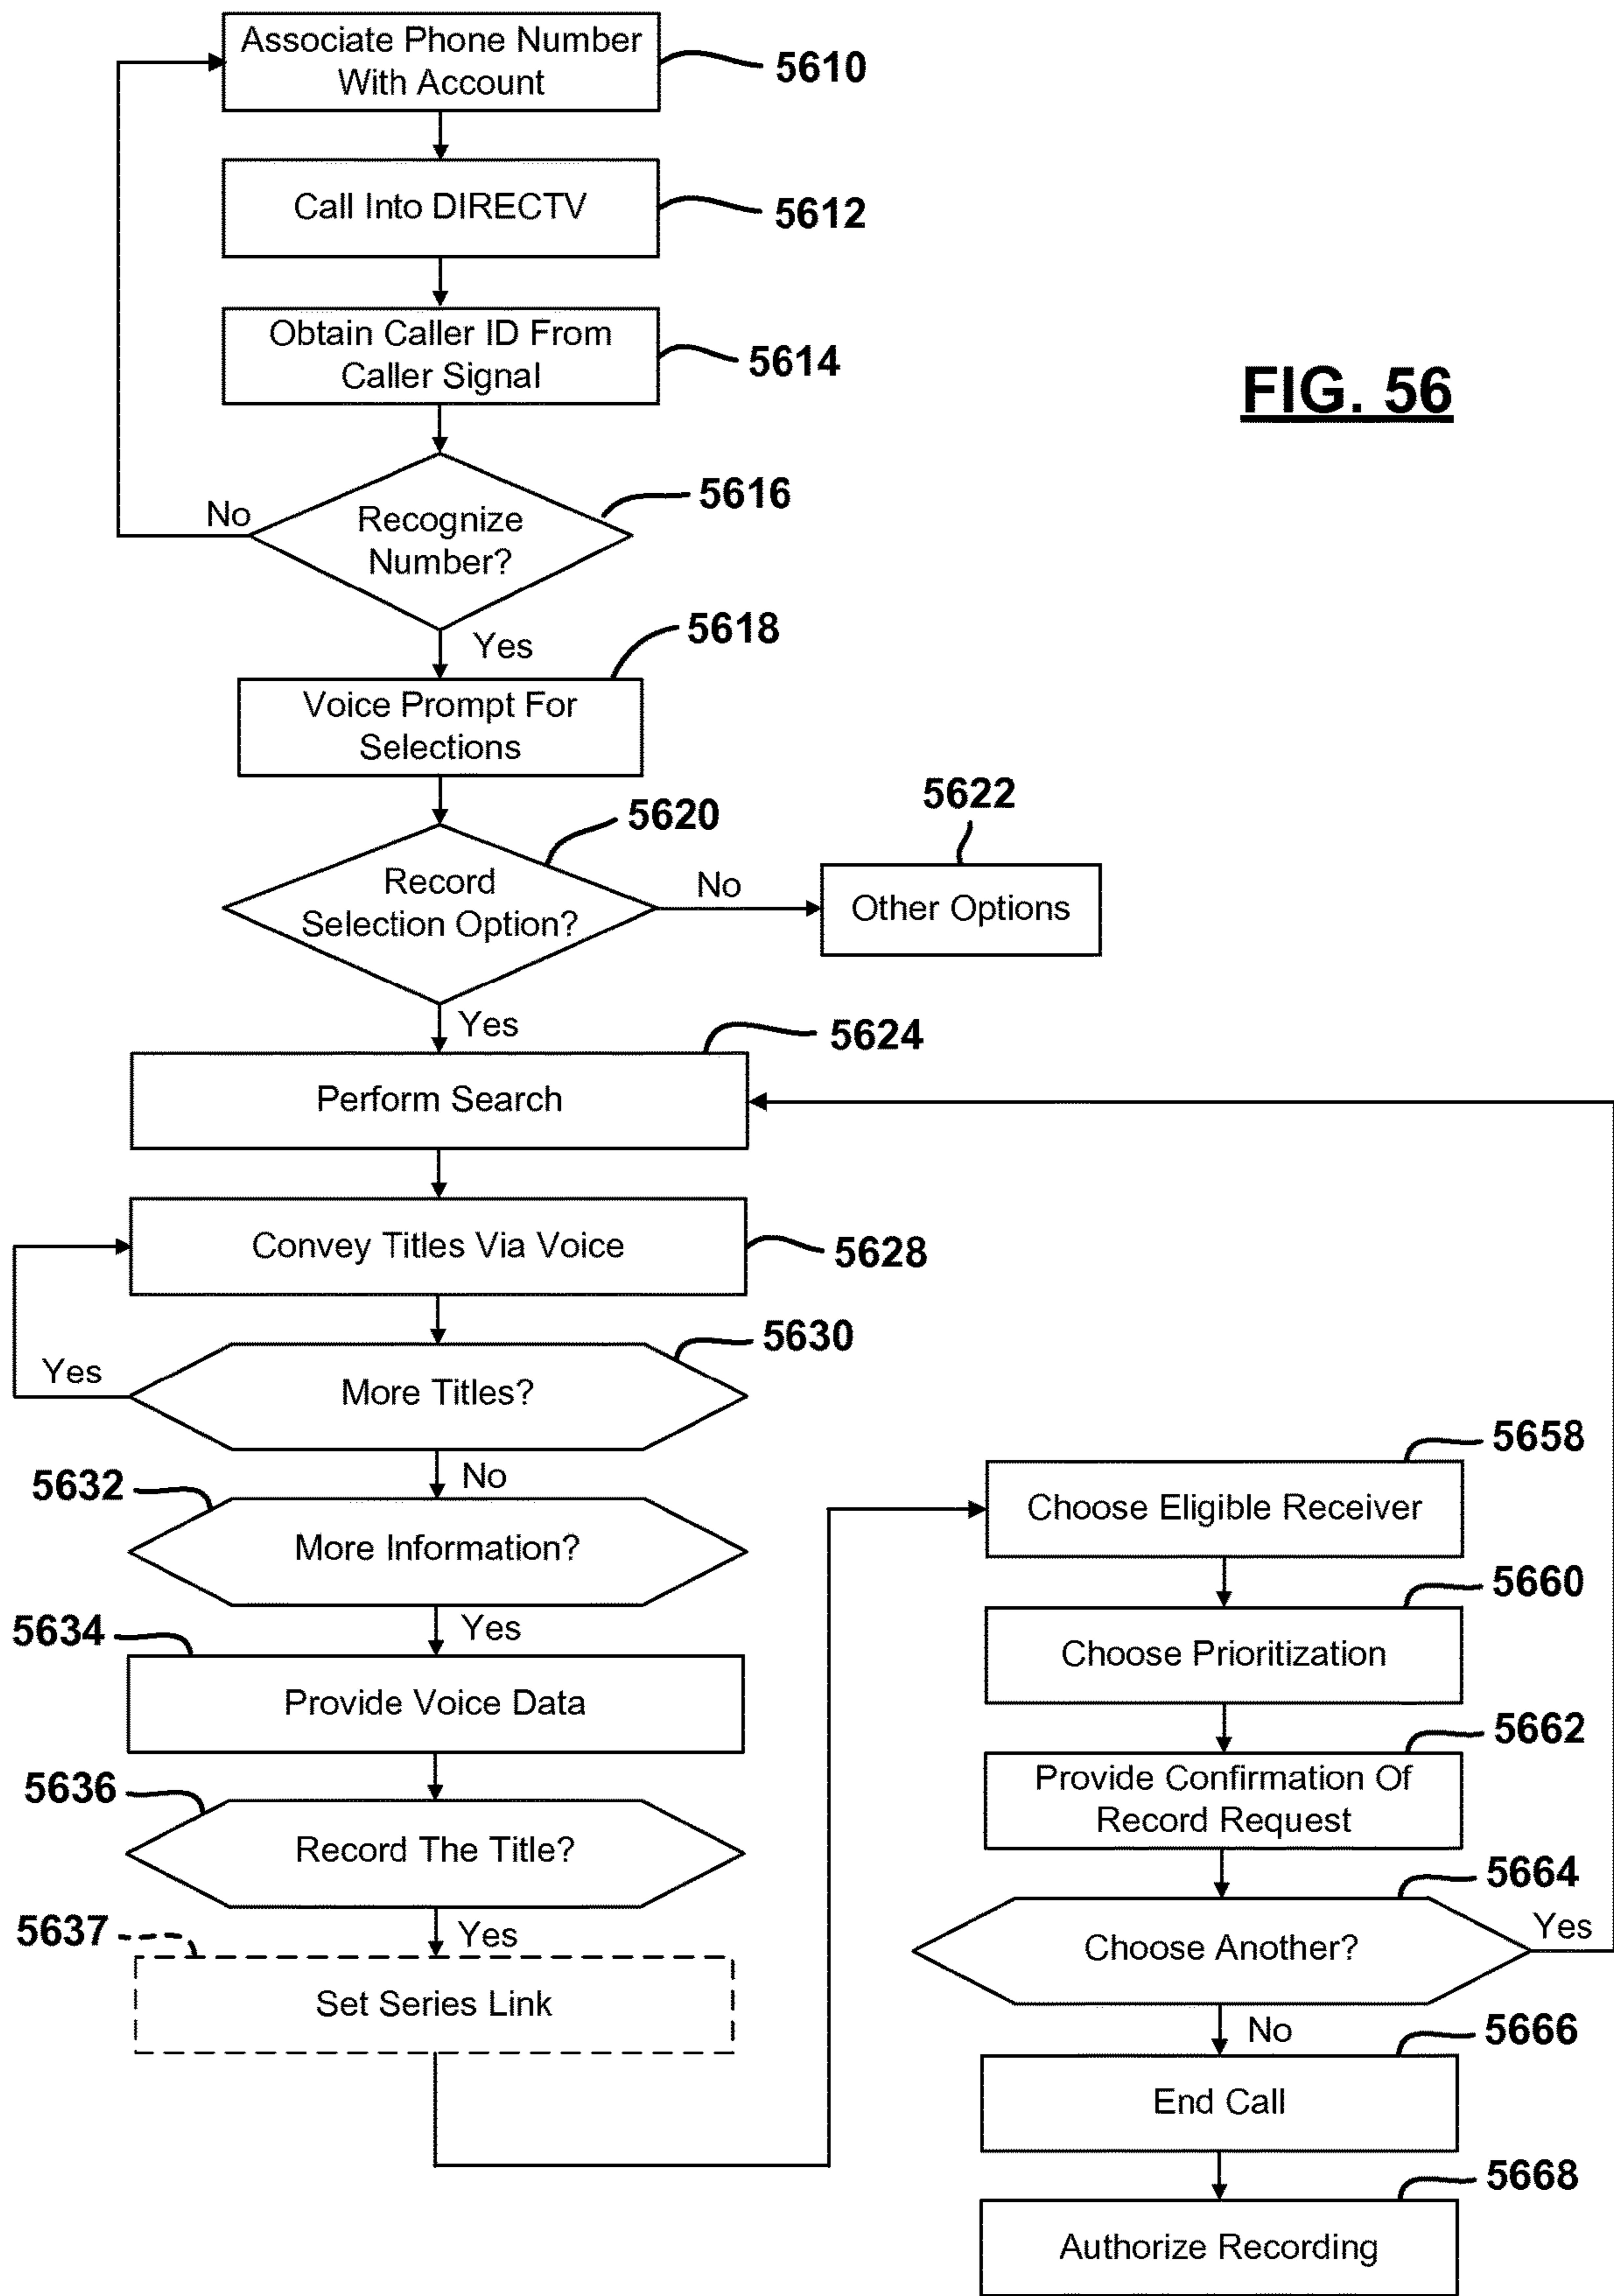 Associate Phone Number
With Account
5610
Call Into DIRECTV
5612
Obtain Caller ID From
Caller Signal
5614
FIG. 56
Recognize
Number?
5616
No
Yes
5618
Voice Prompt For
Selections
5620
Record
Selection Option?
No
5622
Other Options
Yes
5624
Perform Search
Convey Titles Via Voice
5628
5630
More Titles?
Yes
No
5632
More Information?
Yes
5634
Provide Voice Data
5636
Record The Title?
Yes
5637
Set Series Link
5658
Choose Eligible Receiver
5660
Choose Prioritization
5662
Provide Confirmation Of
Record Request
5664
Choose Another?
Yes
No
5666
End Call
5668
Authorize Recording